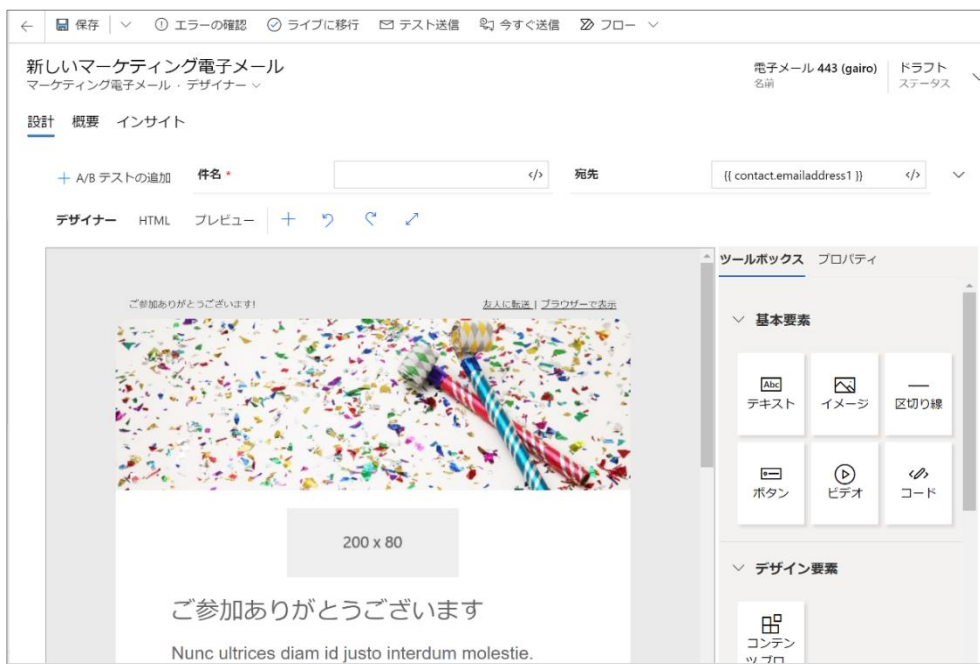 保存 エラーの確認 ライブに移行 テスト送信 今すぐ送信 フロー
新しいマーケティング電子メール
マーケティング電子メール · デザイナー
電子メール 443 (gairo) ドラフト
名前 ステータス
設計 概要 インサイト
+ A/B テストの追加 件名 * </> 宛先 {{ contact.emailaddress1 }} </>
デザイナー HTML プレビュー
ツールボックス プロパティ
ご参加ありがとうございます! 友人に転送 | ブラウザーで表示
基本要素
Abc
テキスト イメージ 区切り線
ボタン ビデオ コード
200 x 80
デザイン要素
ご参加ありがとうございます
コンテン
ツ ブロ
Nunc ultrices diam id justo interdum molestie.